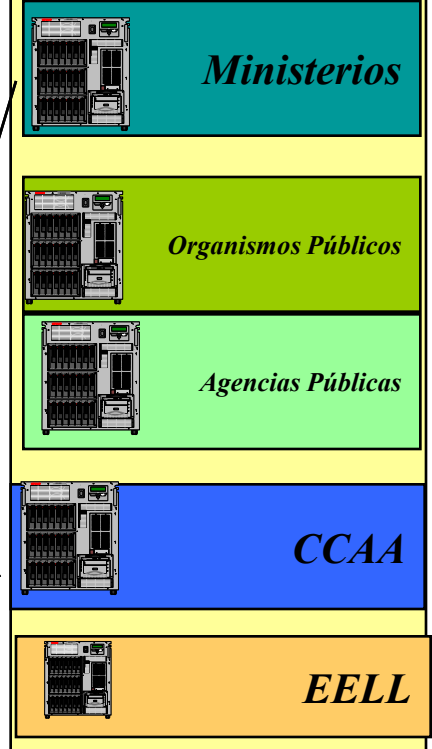 Ministerios
Organismos Públicos
Agencias Públicas
CCAA
EELL